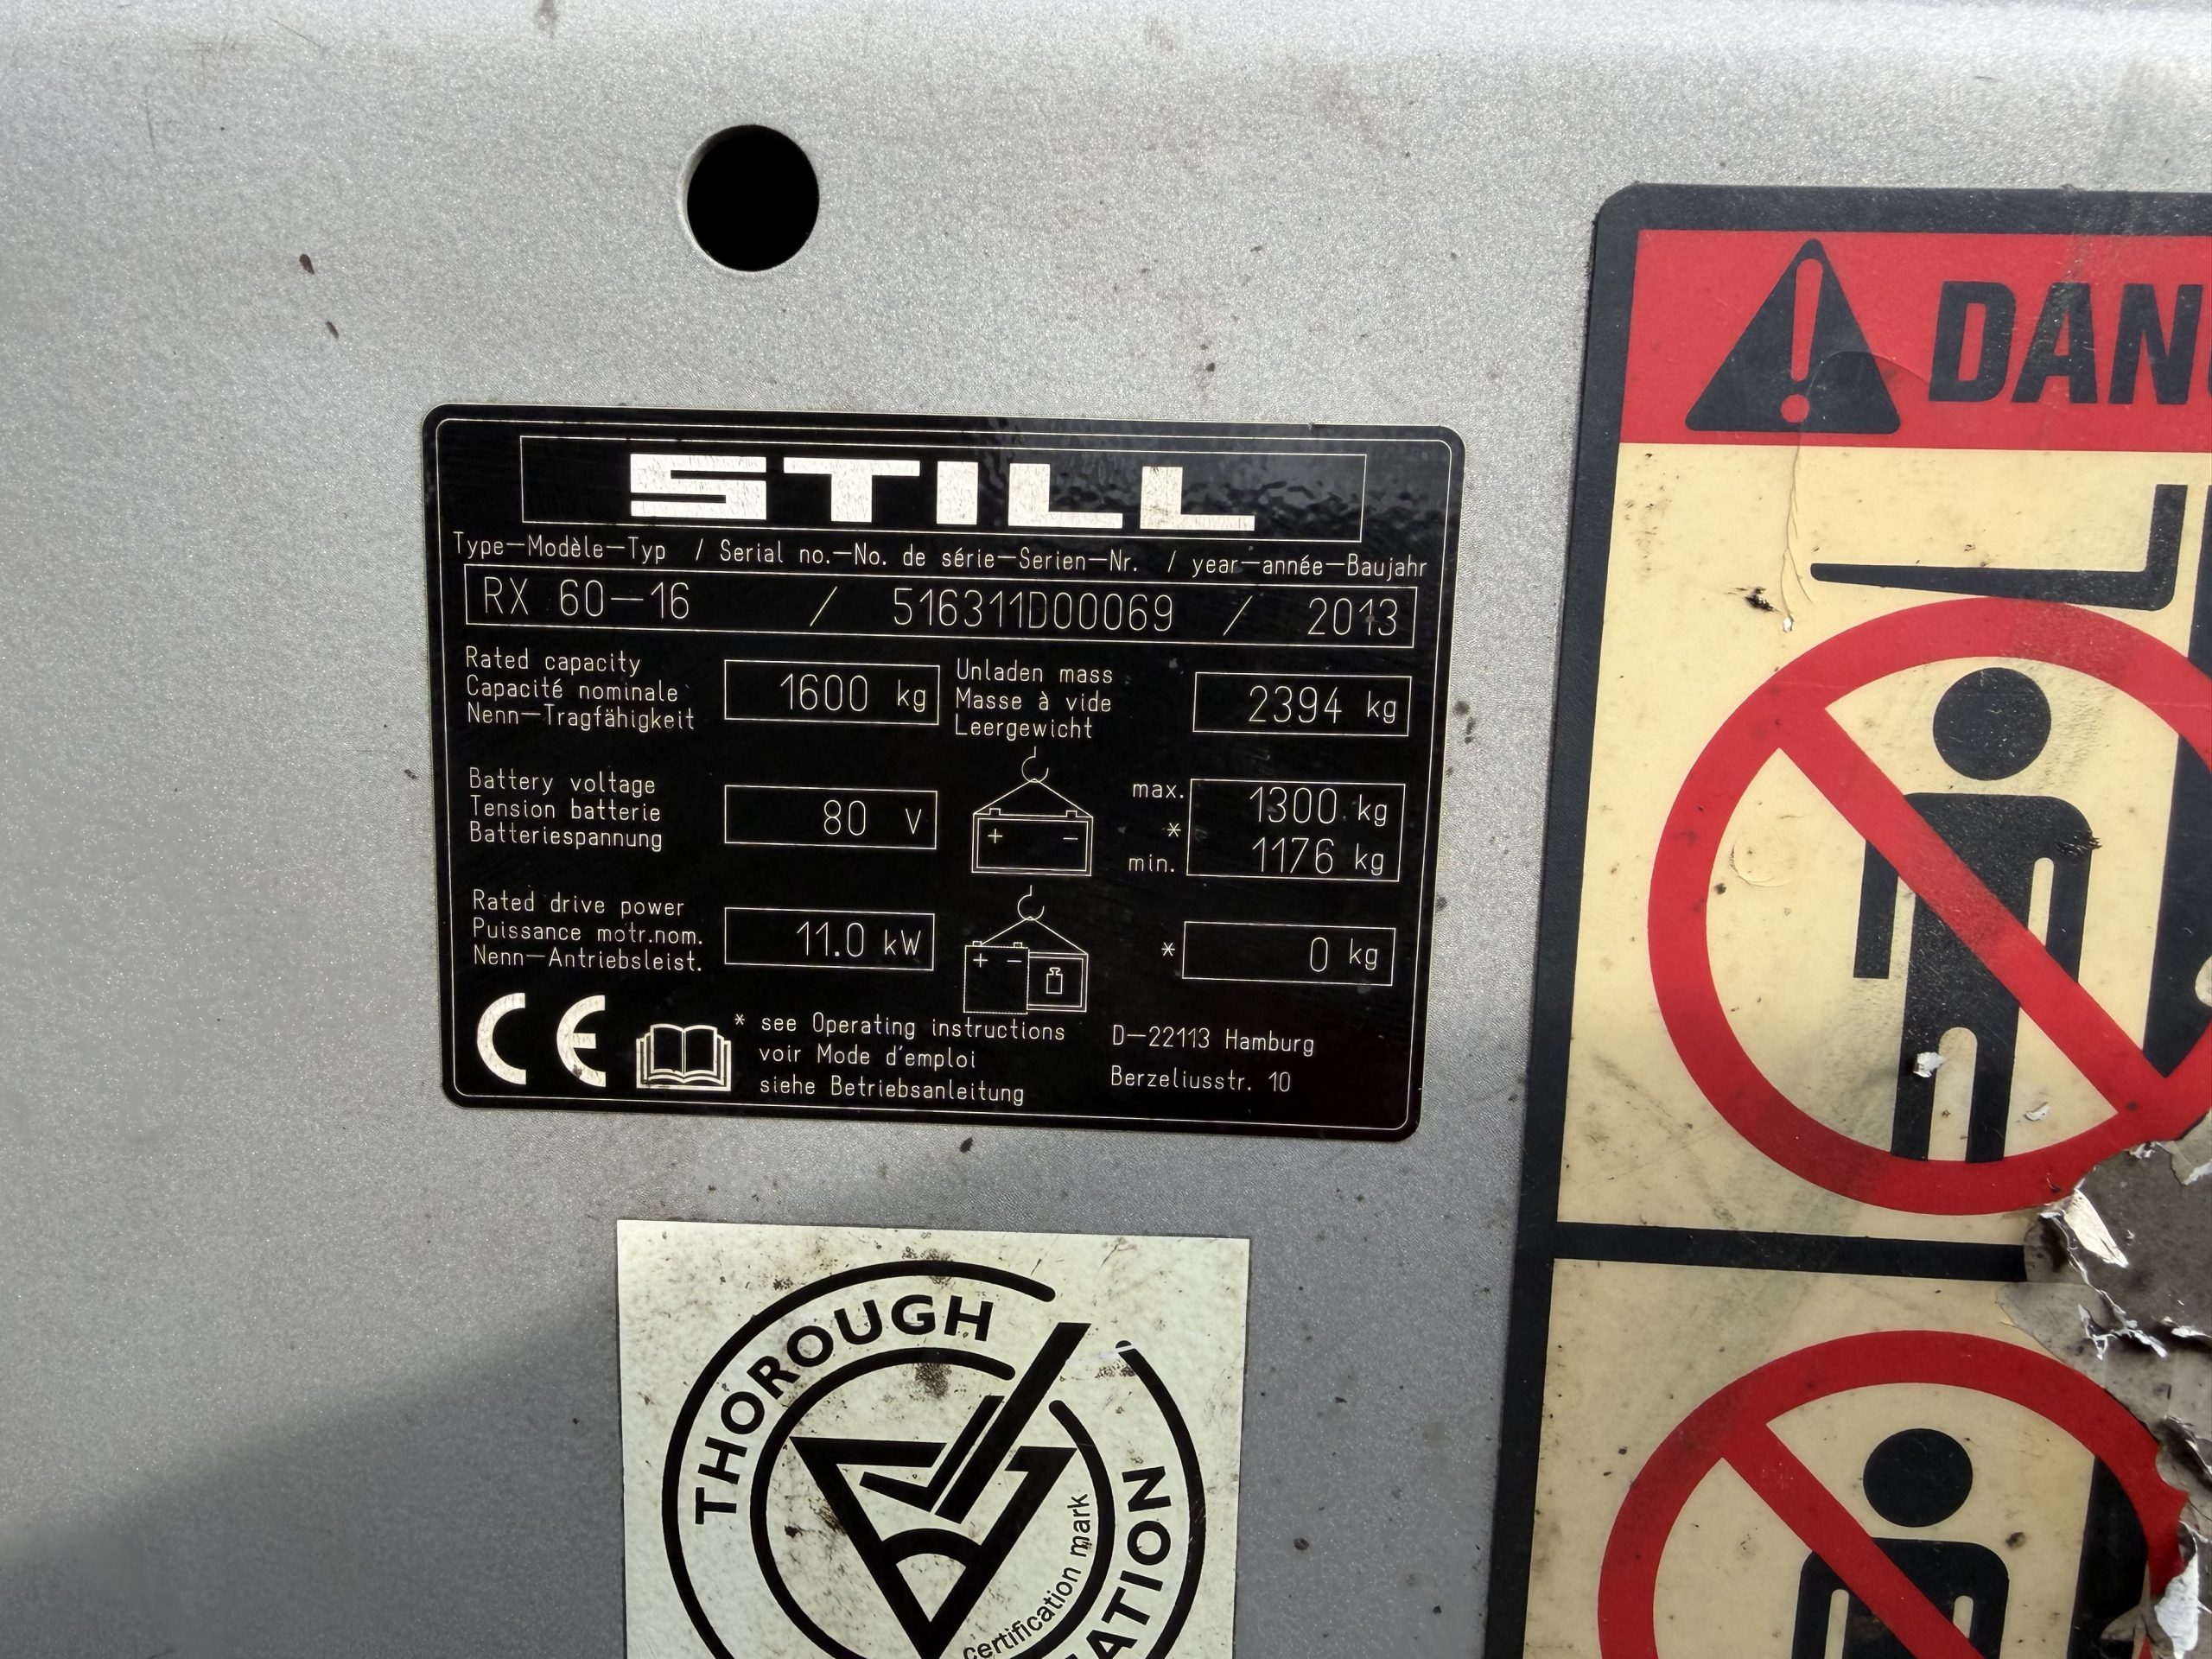 STILL
Type—Modèle—Typ / Serial no.—No. de série—Serien—Nr. / year—année—Baujahr
RX 60—16 / 516311D00069 / 2013
Rated capacity
Capacité nominale
Nenn—Tragfähigkeit
1600 kg
Unladen mass
Masse à vide
Leergewicht
2394 kg
Battery voltage
Tension batterie
Batteriespannung
80 V
+ −
max. 1300 kg
*
min. 1176 kg
Rated drive power
Puissance motr.nom.
Nenn—Antriebsleist.
11.0 kW
+ −
* 0 kg
CE
* see Operating instructions
voir Mode d'emploi
siehe Betriebsanleitung
D—22113 Hamburg
Berzeliusstr. 10
THOROUGH
certification mark
DAN